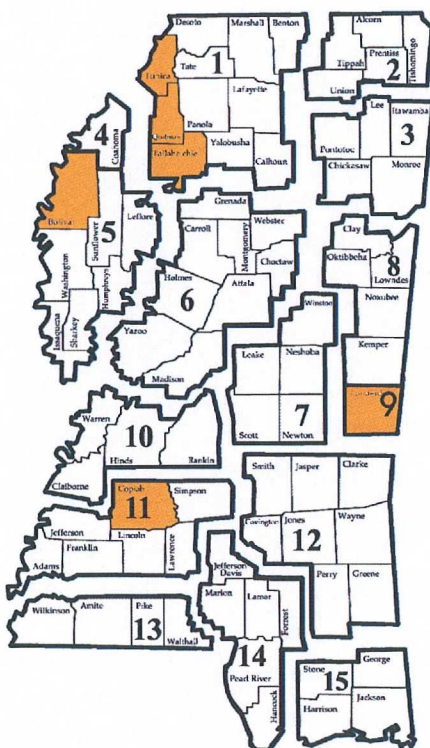 Desoto
Marshall
Benton
Tunica
Tate
1
Lafayette
Panola
Quitman
Tallahatchie
Yalobusha
Calhoun
Alcorn
Tippah
Prentiss
2
Tishomingo
Union
Lee
Itawamba
Pontotoc
3
Chickasaw
Monroe
4
Coahoma
Bolivar
Sunflower
5
Leflore
Washington
Humphreys
Issaquena
Sharkey
Grenada
Carroll
Montgomery
Webster
Choctaw
Holmes
6
Attala
Yazoo
Madison
Clay
Oktibbeha
8
Lowndes
Noxubee
Kemper
9
Winston
Leake
Neshoba
7
Scott
Newton
Warren
10
Hinds
Rankin
Claiborne
Copiah
11
Simpson
Jefferson
Lincoln
Lawrence
Franklin
Adams
Smith
Jasper
Clarke
Covington
Jones
12
Wayne
Perry
Greene
Wilkinson
Amite
Pike
13
Walthall
Jefferson
Davis
Marion
Lamar
Forrest
14
Pearl River
Hancock
Stone
15
George
Harrison
Jackson